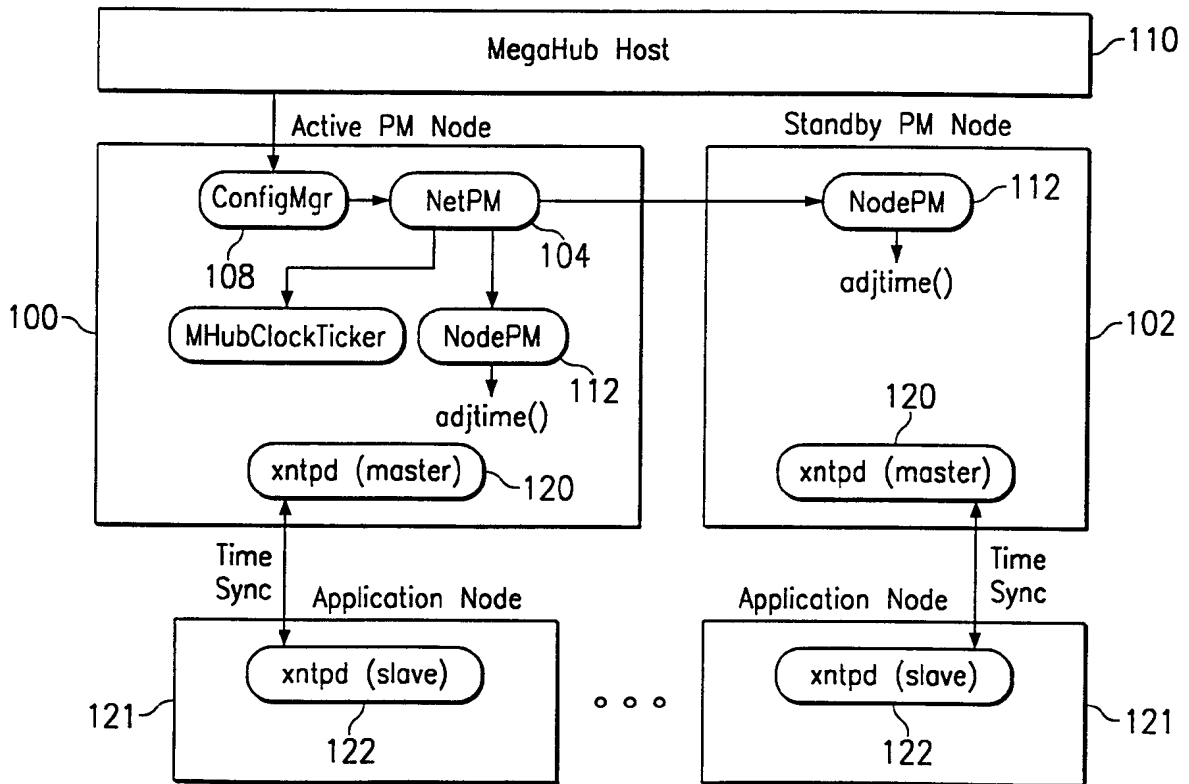 MegaHub Host
110
Active PM Node
Standby PM Node
ConfigMgr
NetPM
NodePM
112
108
104
adjtime()
100
MHubClockTicker
NodePM
102
112
adjtime()
120
xntpd (master)
120
xntpd (master)
Time
Sync
Time
Sync
Application Node
Application Node
xntpd (slave)
xntpd (slave)
121
122
122
121